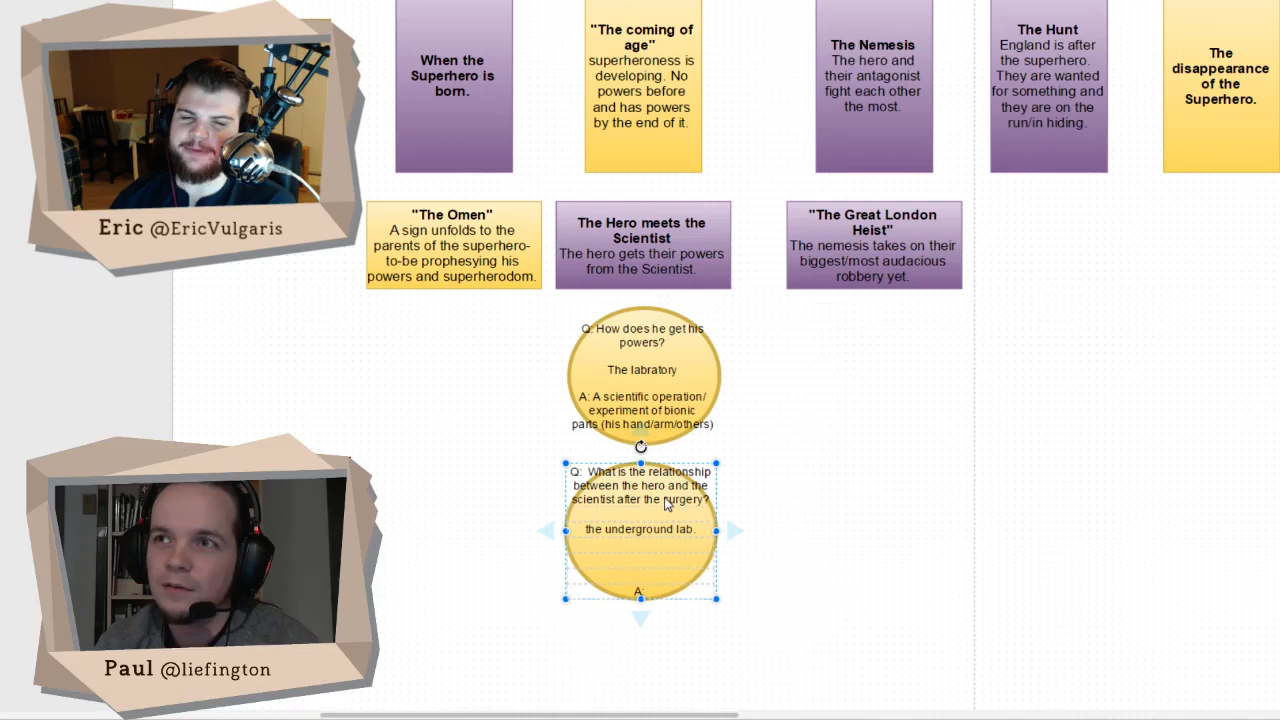 When the
Superhero is
born.
"The coming of
age"
superheroness is
developing. No
powers before
and has powers
by the end of it.
The Nemesis
The hero and
their antagonist
fight each other
the most.
The Hunt
England is after
the superhero.
They are wanted
for something and
they are on the
run/in hiding.
The
disappearance
of the
Superhero.
"The Omen"
A sign unfolds to the
parents of the superhero-
to-be prophesying his
powers and superherodom.
The Hero meets the
Scientist
The hero gets their powers
from the Scientist.
"The Great London
Heist"
The nemesis takes on their
biggest/most audacious
robbery yet.
Q: How does he get his
powers?
The labratory
A: A scientific operation/
experiment of bionic
parts (his hand/arm/others)
Q: What is the relationship
between the hero and the
scientist after the surgery?
the underground lab.
A:
Eric @EricVulgaris
Paul @liefington